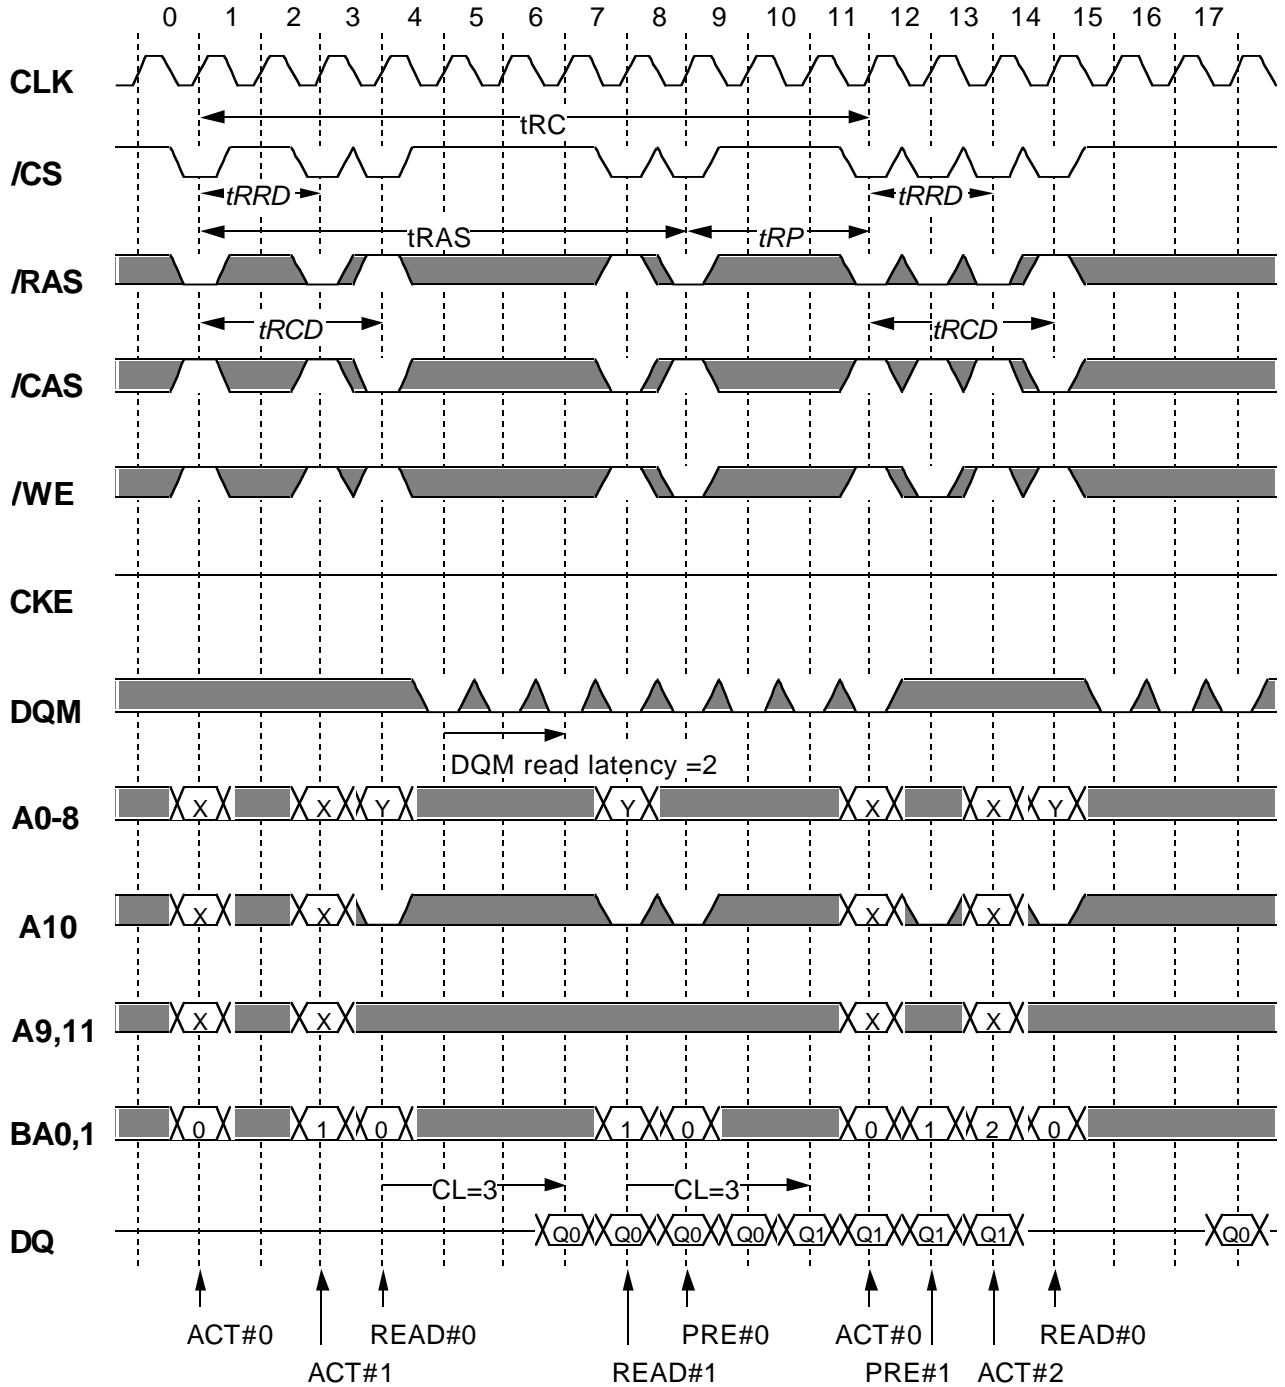 0 1 2 3 4 5 6 7 8 9 10 11 12 13 14 15 16 17
CLK
tRC
/CS
tRRD tRRD
tRAS tRP
/RAS
tRCD tRCD
/CAS
/WE
CKE
DQM
DQM read latency =2
A0-8 X X Y Y X X Y
A10 X X X X
A9,11 X X X X
BA0,1 0 1 0 1 0 0 1 2 0
CL=3 CL=3
DQ Q0 Q0 Q0 Q0 Q1 Q1 Q1 Q1 Q0
ACT#0 READ#0 PRE#0 ACT#0 READ#0
ACT#1 READ#1 PRE#1 ACT#2